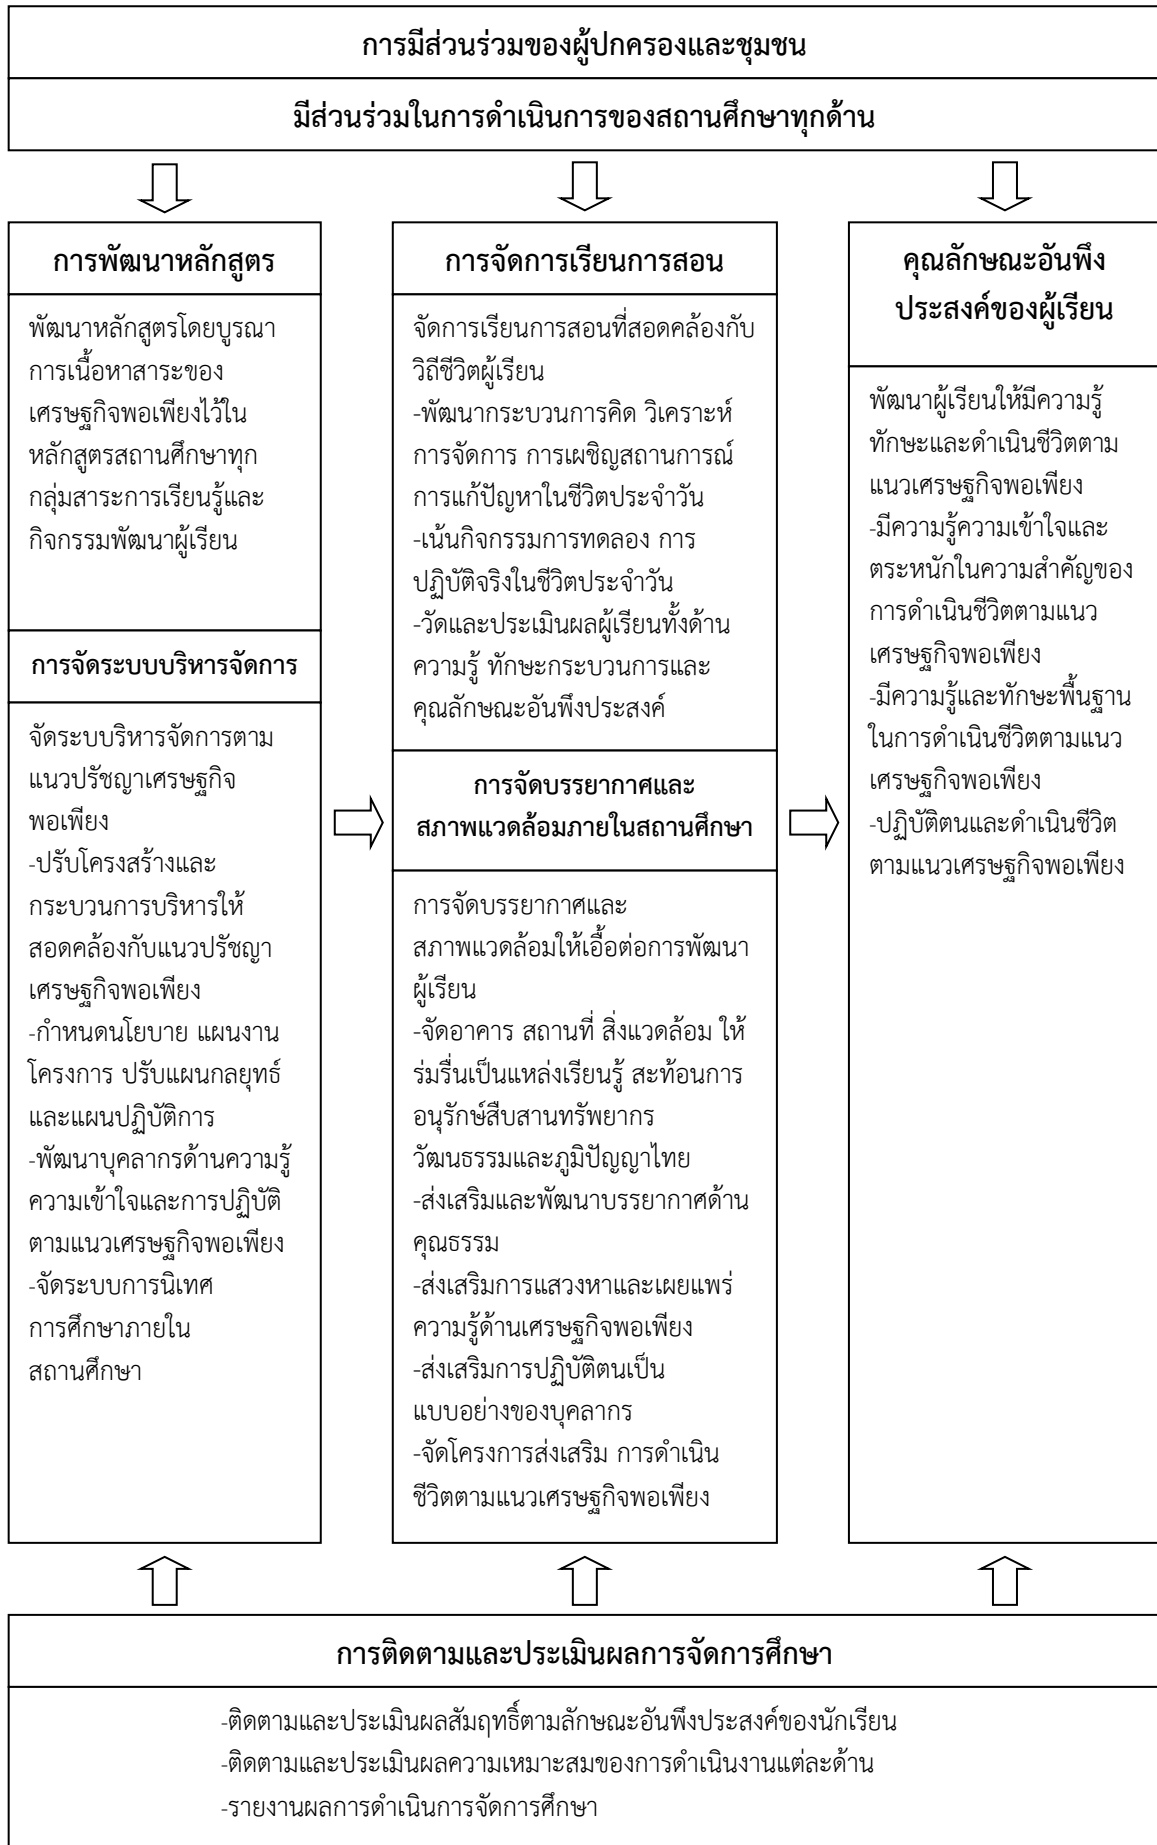 การมีส่วนร่วมของผู้ปกครองและชุมชน
มีส่วนร่วมในการดำเนินการของสถานศึกษาทุกด้าน
การพัฒนาหลักสูตร
พัฒนาหลักสูตรโดยบูรณา
การเนื้อหาสาระของ
เศรษฐกิจพอเพียงไว้ใน
หลักสูตรสถานศึกษาทุก
กลุ่มสาระการเรียนรู้และ
กิจกรรมพัฒนาผู้เรียน
การจัดระบบบริหารจัดการ
จัดระบบบริหารจัดการตาม
แนวปรัชญาเศรษฐกิจ
พอเพียง
-ปรับโครงสร้างและ
กระบวนการบริหารให้
สอดคล้องกับแนวปรัชญา
เศรษฐกิจพอเพียง
-กำหนดนโยบาย แผนงาน
โครงการ ปรับแผนกลยุทธ์
และแผนปฏิบัติการ
-พัฒนาบุคลากรด้านความรู้
ความเข้าใจและการปฏิบัติ
ตามแนวเศรษฐกิจพอเพียง
-จัดระบบการนิเทศ
การศึกษาภายใน
สถานศึกษา
การจัดการเรียนการสอน
จัดการเรียนการสอนที่สอดคล้องกับ
วิถีชีวิตผู้เรียน
-พัฒนากระบวนการคิด วิเคราะห์
การจัดการ การเผชิญสถานการณ์
การแก้ปัญหาในชีวิตประจำวัน
-เน้นกิจกรรมการทดลอง การ
ปฏิบัติจริงในชีวิตประจำวัน
-วัดและประเมินผลผู้เรียนทั้งด้าน
ความรู้ ทักษะกระบวนการและ
คุณลักษณะอันพึงประสงค์
การจัดบรรยากาศและ
สภาพแวดล้อมภายในสถานศึกษา
การจัดบรรยากาศและ
สภาพแวดล้อมให้เอื้อต่อการพัฒนา
ผู้เรียน
-จัดอาคาร สถานที่ สิ่งแวดล้อม ให้
ร่มรื่นเป็นแหล่งเรียนรู้ สะท้อนการ
อนุรักษ์สืบสานทรัพยากร
วัฒนธรรมและภูมิปัญญาไทย
-ส่งเสริมและพัฒนาบรรยากาศด้าน
คุณธรรม
-ส่งเสริมการแสวงหาและเผยแพร่
ความรู้ด้านเศรษฐกิจพอเพียง
-ส่งเสริมการปฏิบัติตนเป็น
แบบอย่างของบุคลากร
-จัดโครงการส่งเสริม การดำเนิน
ชีวิตตามแนวเศรษฐกิจพอเพียง
คุณลักษณะอันพึง
ประสงค์ของผู้เรียน
พัฒนาผู้เรียนให้มีความรู้
ทักษะและดำเนินชีวิตตาม
แนวเศรษฐกิจพอเพียง
-มีความรู้ความเข้าใจและ
ตระหนักในความสำคัญของ
การดำเนินชีวิตตามแนว
เศรษฐกิจพอเพียง
-มีความรู้และทักษะพื้นฐาน
ในการดำเนินชีวิตตามแนว
เศรษฐกิจพอเพียง
-ปฏิบัติตนและดำเนินชีวิต
ตามแนวเศรษฐกิจพอเพียง
การติดตามและประเมินผลการจัดการศึกษา
-ติดตามและประเมินผลสัมฤทธิ์ตามลักษณะอันพึงประสงค์ของนักเรียน
-ติดตามและประเมินผลความเหมาะสมของการดำเนินงานแต่ละด้าน
-รายงานผลการดำเนินการจัดการศึกษา